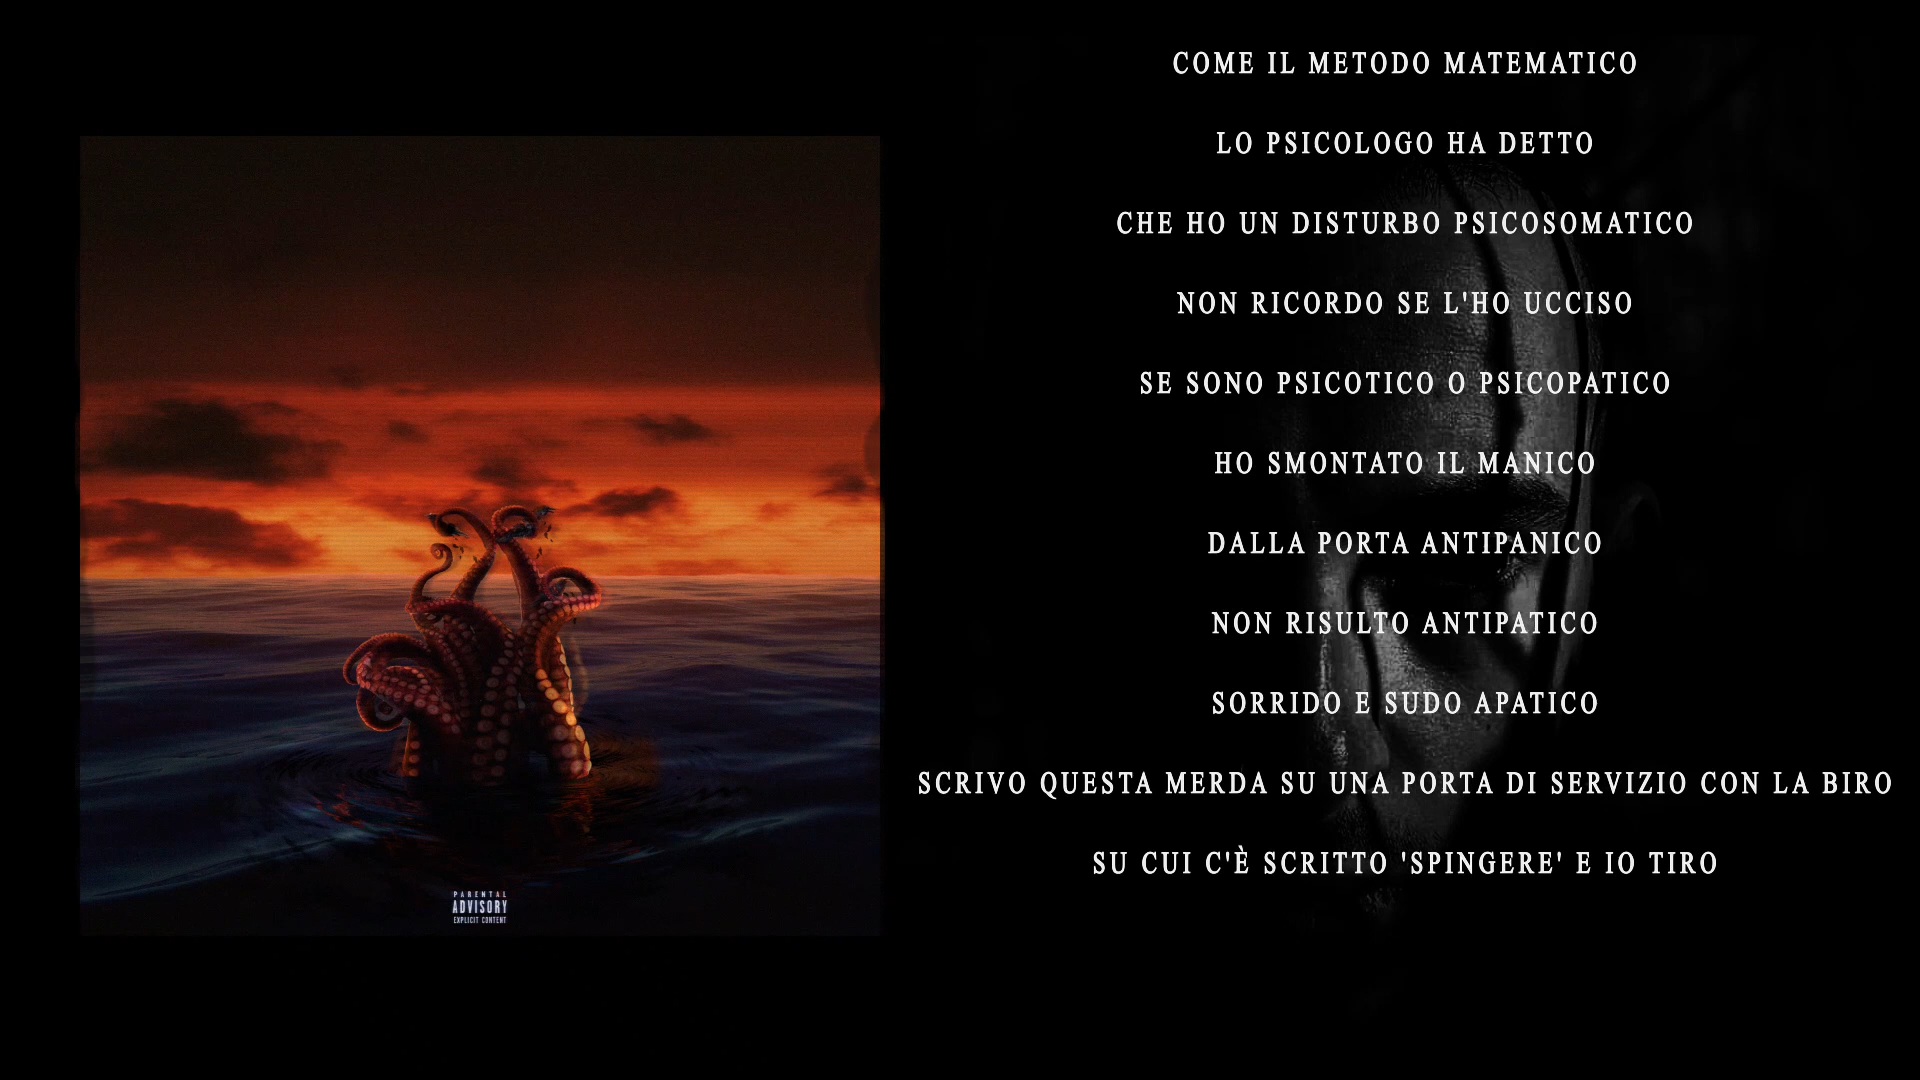 COME IL METODO MATEMATICO
LO PSICOLOGO HA DETTO
CHE HO UN DISTURBO PSICOSOMATICO
NON RICORDO SE L'HO UCCISO
SE SONO PSICOTICO O PSICOPATICO
HO SMONTATO IL MANICO
DALLA PORTA ANTIPANICO
NON RISULTO ANTIPATICO
SORRIDO E SUDO APATICO
SCRIVO QUESTA MERDA SU UNA PORTA DI SERVIZIO CON LA BIRO
SU CUI C'È SCRITTO 'SPINGERE' E IO TIRO
PARENTAL
ADVISORY
EXPLICIT CONTENT